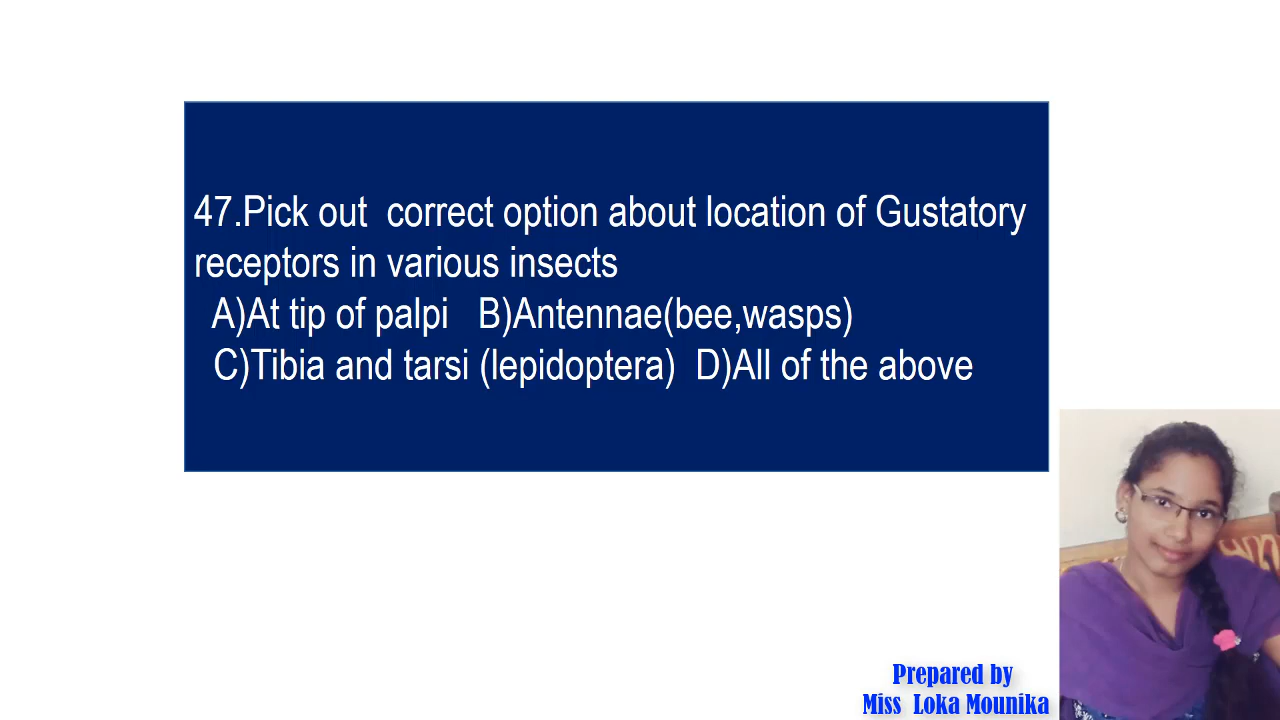 47.Pick out  correct option about location of Gustatory
receptors in various insects
A)At tip of palpi   B)Antennae(bee,wasps)
C)Tibia and tarsi (lepidoptera)  D)All of the above
Prepared by
Miss  Loka Mounika